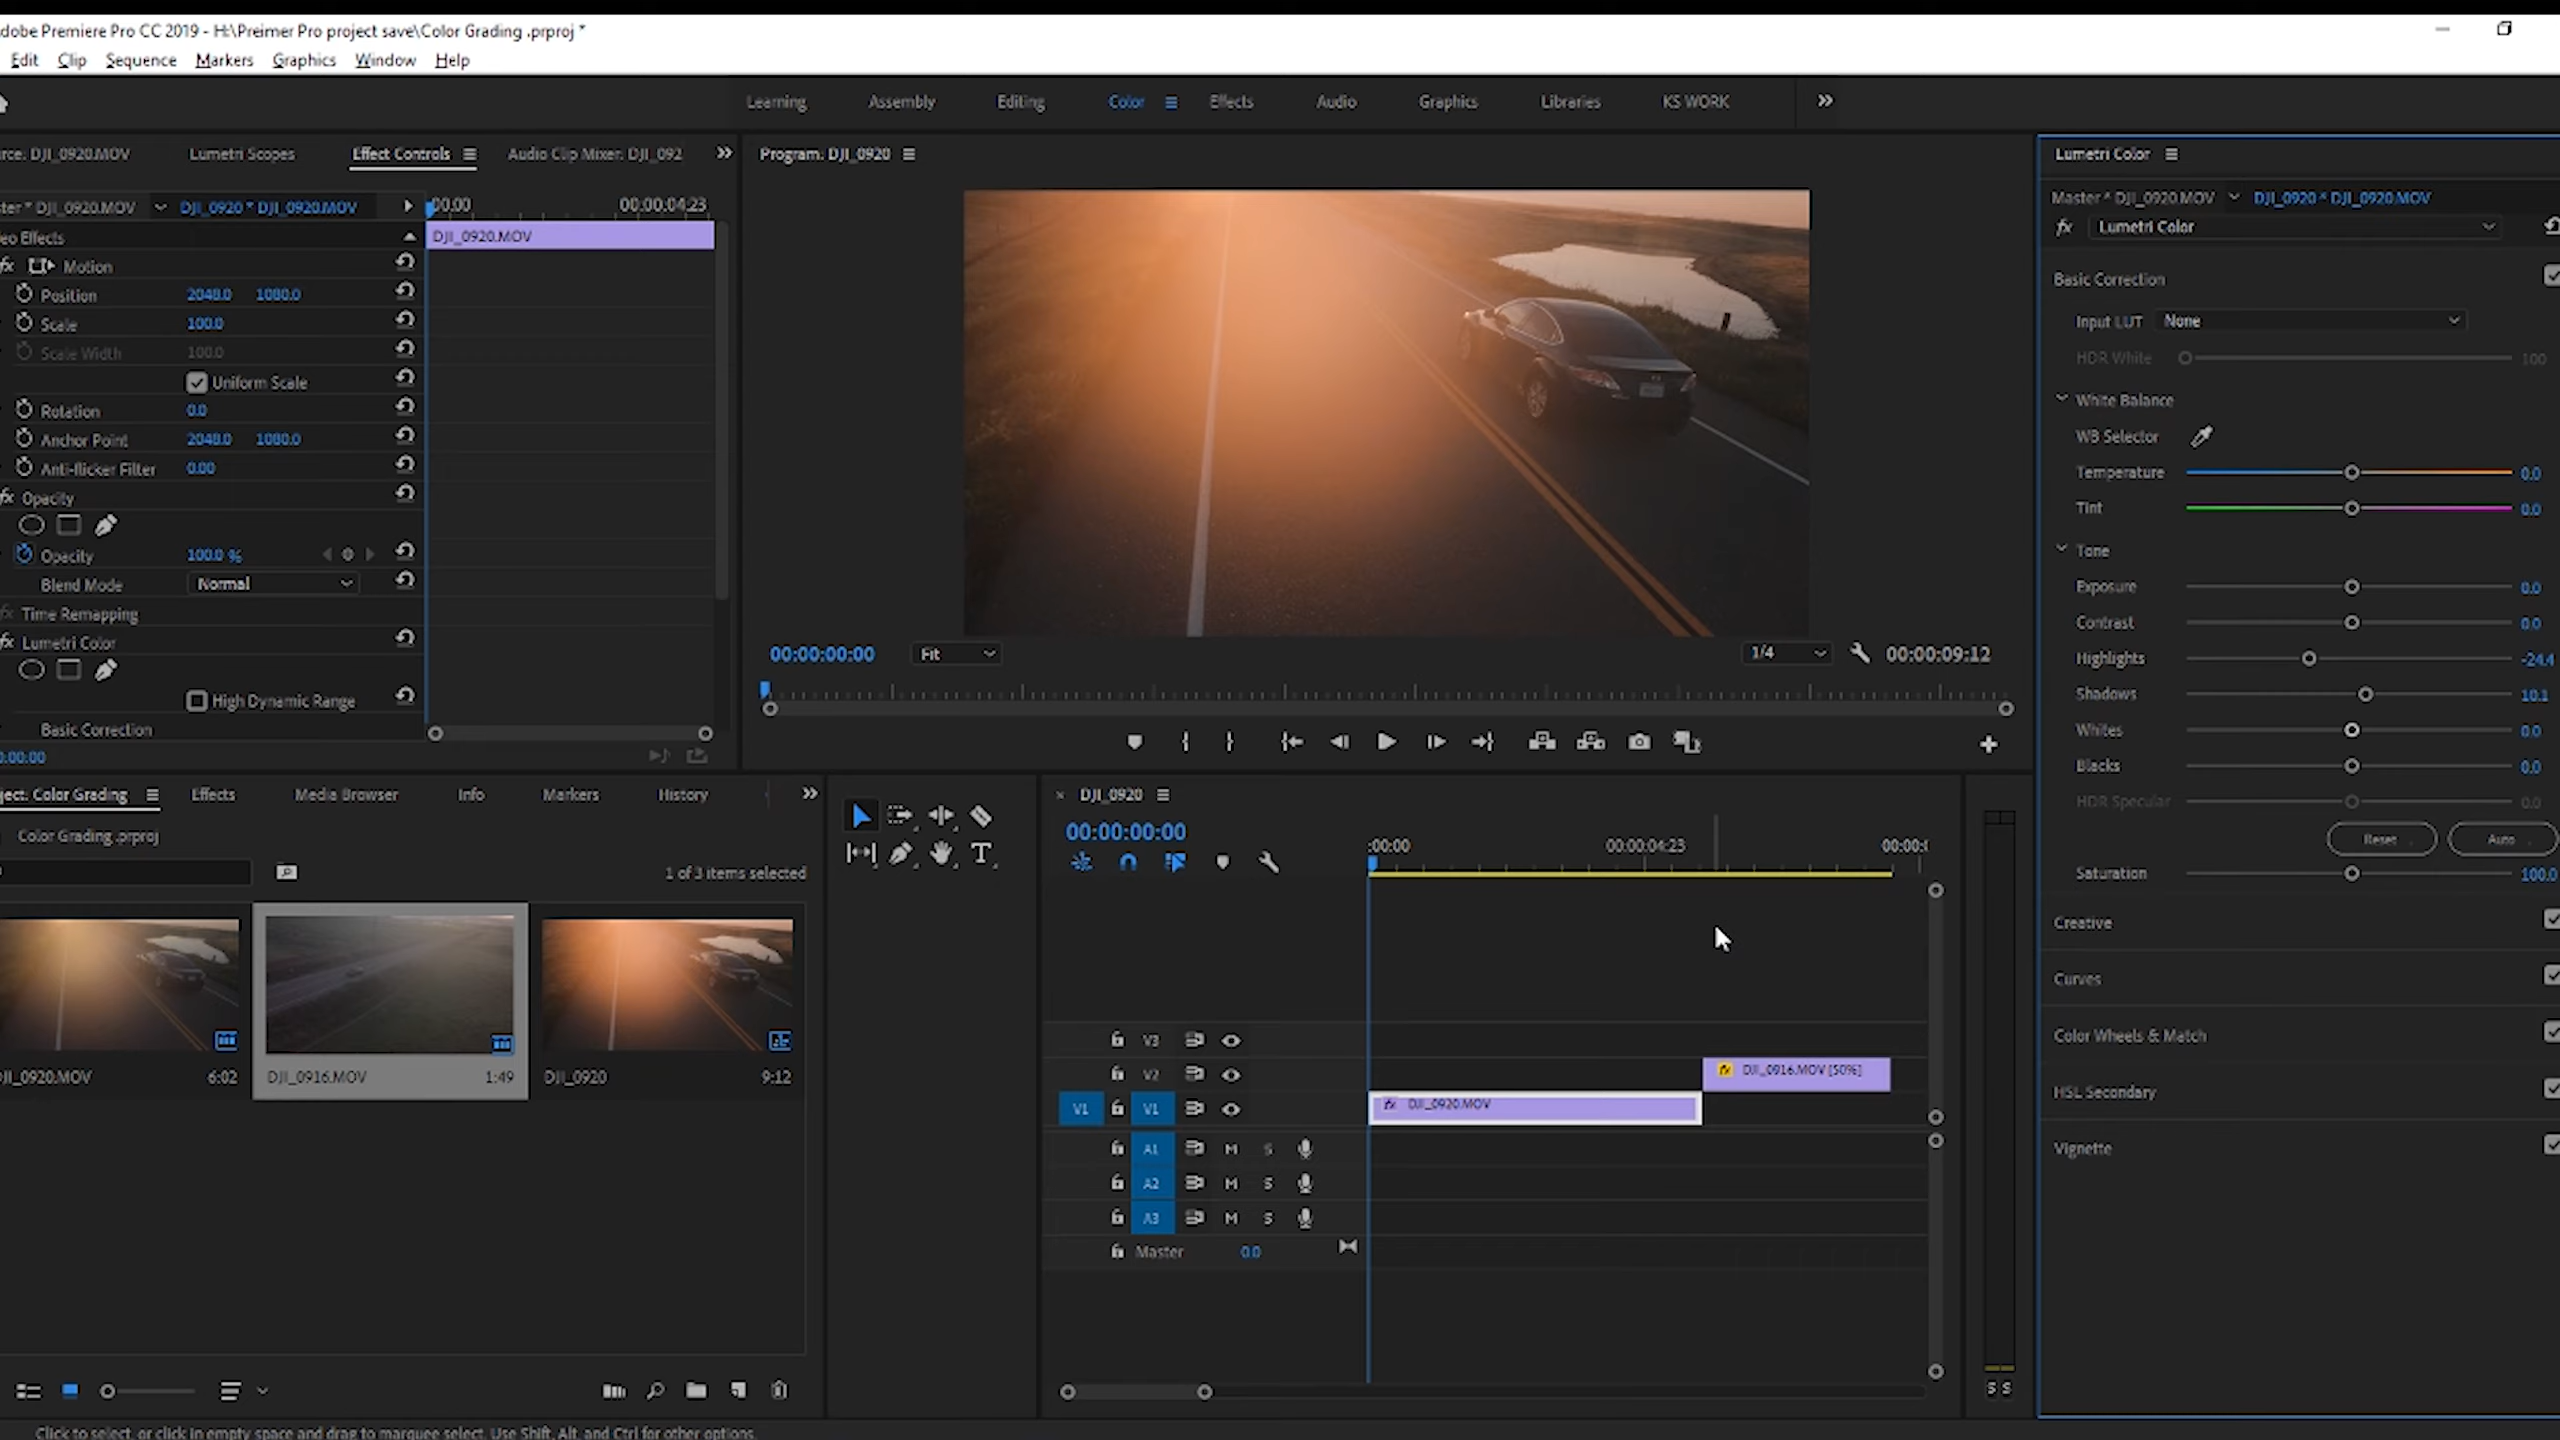 dobe Premiere Pro CC 2019 - H:\Preimer Pro project save\Color Grading .prproj *
Edit Clip Sequence Markers Graphics Window Help
Learning Assembly Editing Color Effects Audio Graphics Libraries KS WORK
rce: DJI_0920.MOV Lumetri Scopes Effect Controls Audio Clip Mixer: DJI_092
ter * DJI_0920.MOV DJI_0920 * DJI_0920.MOV
00:00 00:00:04:23
eo Effects
DJI_0920.MOV
fx Motion
Position 2048.0 1080.0
Scale 100.0
Scale Width 100.0
Uniform Scale
Rotation 0.0
Anchor Point 2048.0 1080.0
Anti-flicker Filter 0.00
fx Opacity
Opacity 100.0 %
Blend Mode Normal
fx Time Remapping
fx Lumetri Color
High Dynamic Range
Basic Correction
0:00:00
Program: DJI_0920
00:00:00:00 Fit 1/4 00:00:09:12
Lumetri Color
Master * DJI_0920.MOV DJI_0920 * DJI_0920.MOV
fx Lumetri Color
Basic Correction
Input LUT None
HDR White 100
White Balance
WB Selector
Temperature 0.0
Tint 0.0
Tone
Exposure 0.0
Contrast 0.0
Highlights -24.4
Shadows 10.1
Whites 0.0
Blacks 0.0
HDR Specular 0.0
Reset Auto
Saturation 100.0
Creative
Curves
Color Wheels & Match
HSL Secondary
Vignette
ject: Color Grading Effects Media Browser Info Markers History
Color Grading .prproj
1 of 3 items selected
JI_0920.MOV 6:02
DJI_0916.MOV 1:49
DJI_0920 9:12
T
DJI_0920
00:00:00:00
:00:00 00:00:04:23 00:00:
V3
V2 fx DJI_0916.MOV [50%]
V1 V1 fx DJI_0920.MOV
A1 M S
A2 M S
A3 M S
Master 0.0
S S
Click to select, or click in empty space and drag to marquee select. Use Shift, Alt, and Ctrl for other options.